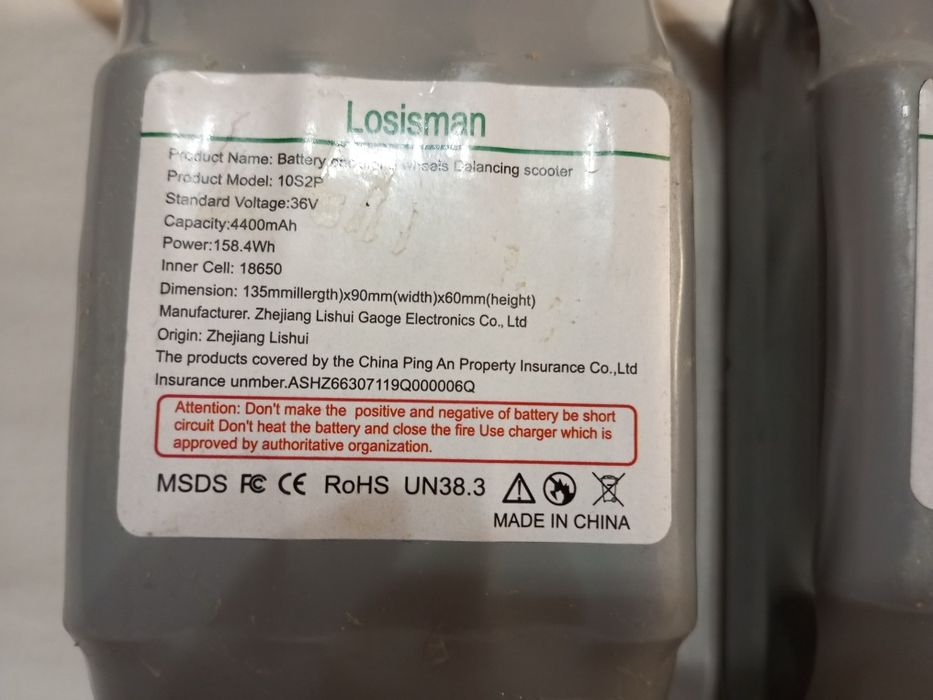 Losisman
Product Name: Battery wheels Balancing scooter
Product Model: 10S2P
Standard Voltage:36V
Capacity:4400mAh
Power:158.4Wh
Inner Cell: 18650
Dimension: 135mmillergth)x90mm(width)x60mm(height)
Manufacturer. Zhejiang Lishui Gaoge Electronics Co., Ltd
Origin: Zhejiang Lishui
The products covered by the China Ping An Property Insurance Co.,Ltd
Insurance unmber.ASHZ66307119Q000006Q
Attention: Don't make the positive and negative of battery be short
circuit Don't heat the battery and close the fire Use charger which is
approved by authoritative organization.
MSDS FC CE RoHS UN38.3
MADE IN CHINA